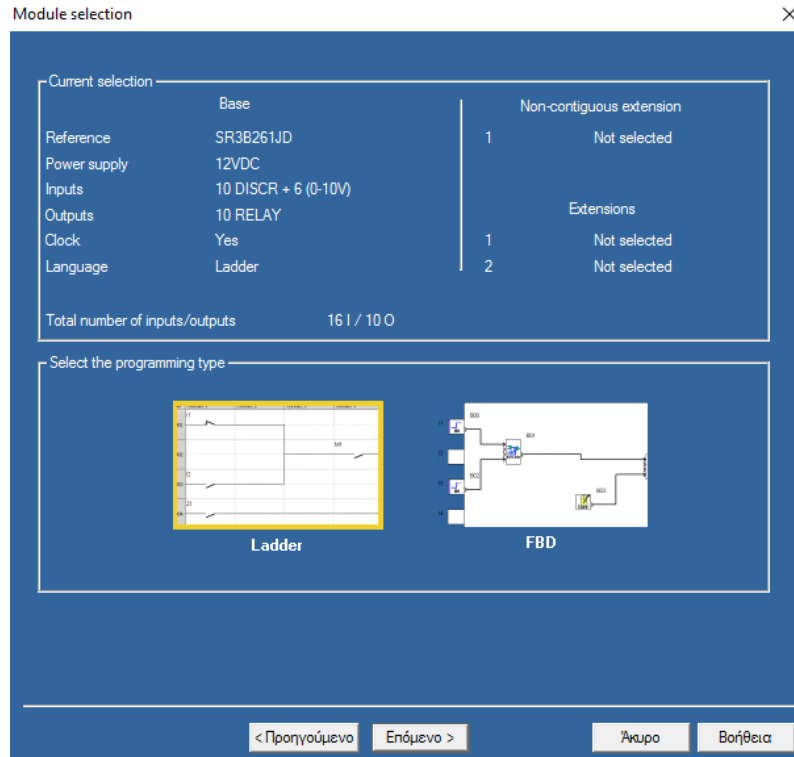 Module selection
Current selection
Base
Non-contiguous extension
Reference SR3B261JD 1 Not selected
Power supply 12VDC
Inputs 10 DISCR + 6 (0-10V)
Outputs 10 RELAY Extensions
Clock Yes 1 Not selected
Language Ladder 2 Not selected
Total number of inputs/outputs 16 I / 10 O
Select the programming type
Ladder FBD
< Προηγούμενο Επόμενο > Άκυρο Βοήθεια